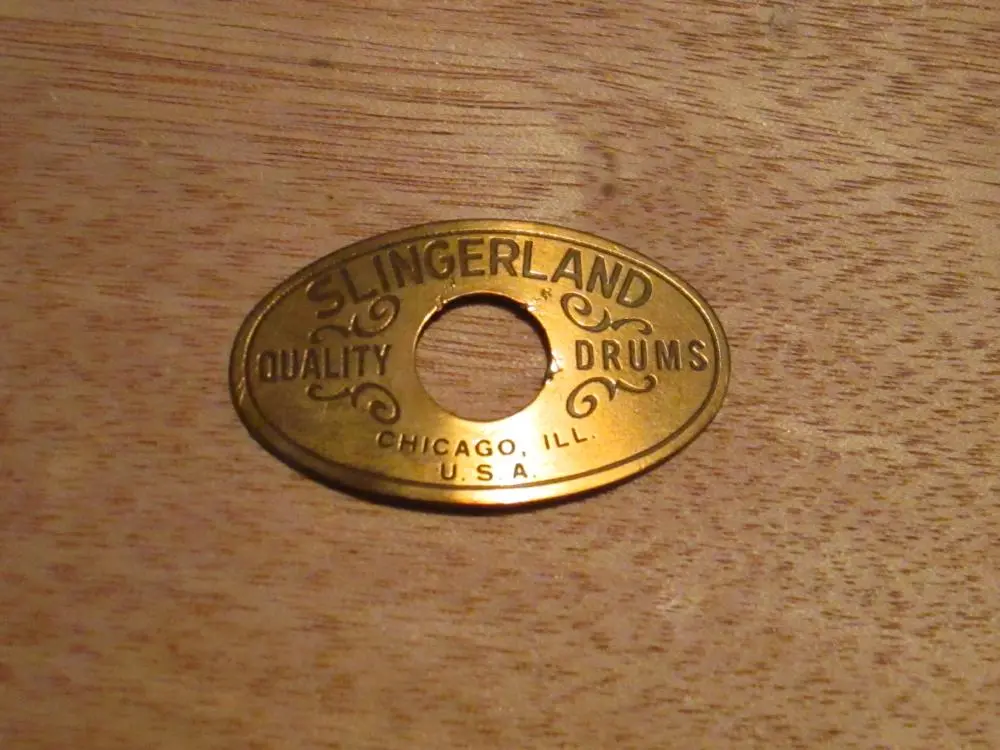 SLINGERLAND
QUALITY DRUMS
CHICAGO, ILL.
U.S.A.